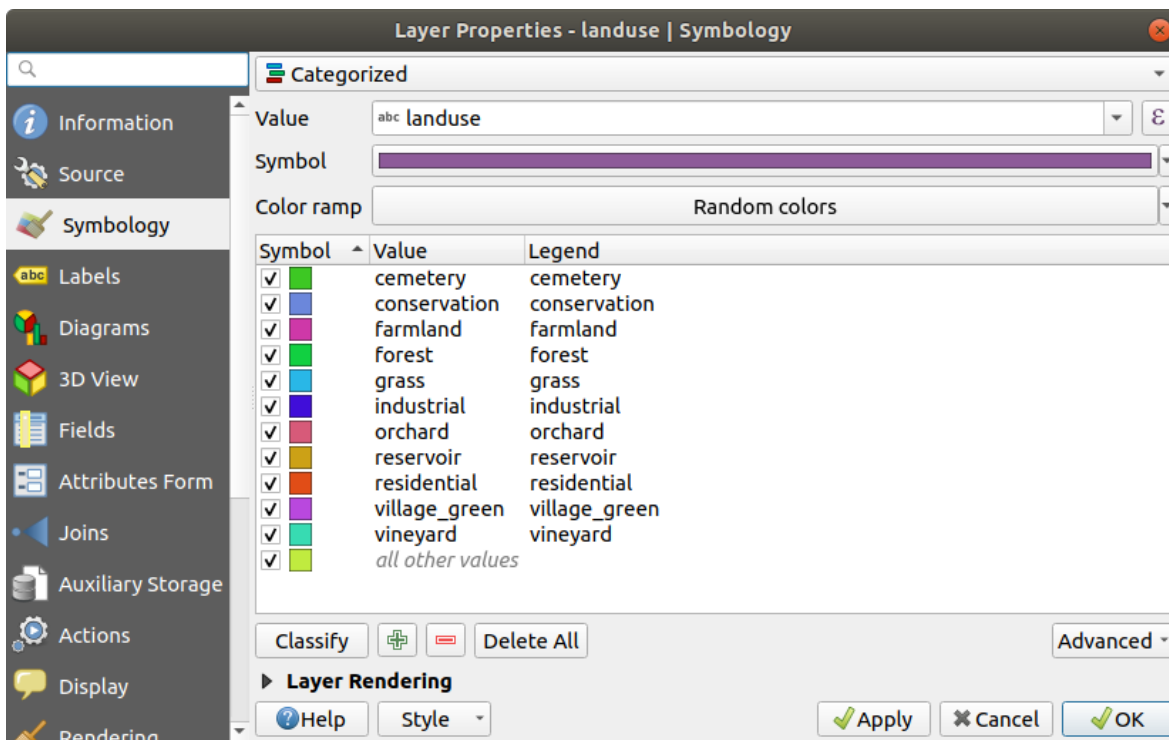 Layer Properties - landuse | Symbology
Categorized
Information
Value abc landuse ε
Source
Symbol
Symbology
Color ramp Random colors
Symbol Value Legend
abc Labels
cemetery cemetery
conservation conservation
Diagrams
farmland farmland
forest forest
3D View
grass grass
industrial industrial
Fields
orchard orchard
reservoir reservoir
Attributes Form
residential residential
village_green village_green
Joins
vineyard vineyard
all other values
Auxiliary Storage
Actions
Classify Delete All Advanced
Display
Layer Rendering
Rendering
Help Style Apply Cancel OK